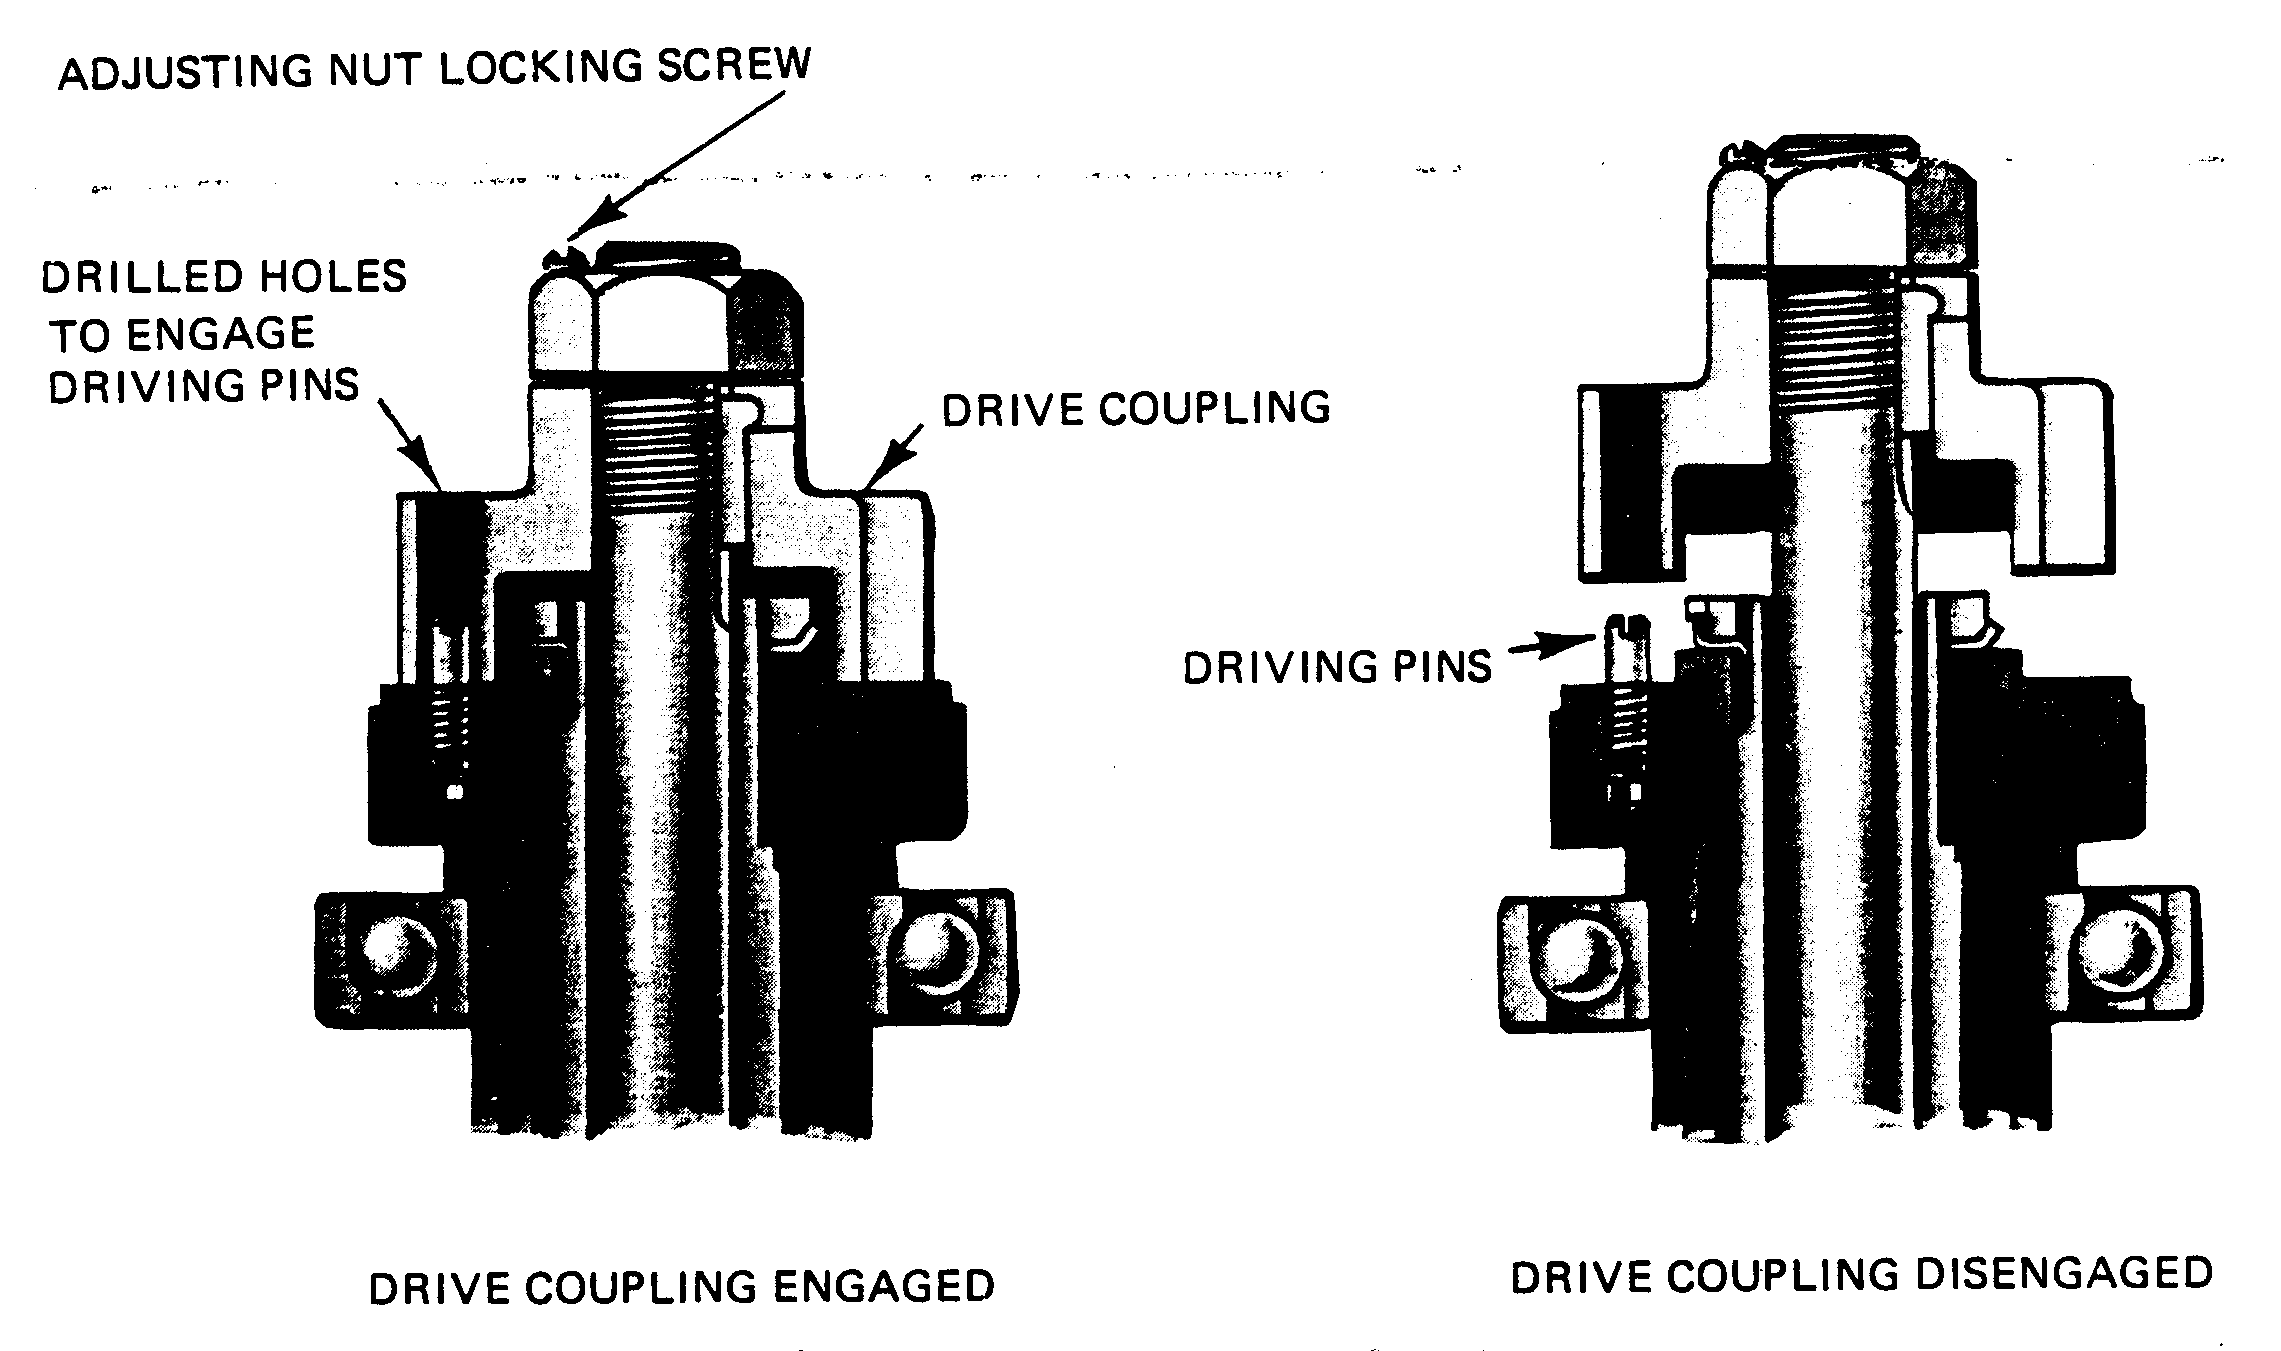 ADJUSTING NUT LOCKING SCREW
DRILLED HOLES
TO ENGAGE
DRIVING PINS
DRIVE COUPLING
DRIVING PINS
DRIVE COUPLING ENGAGED
DRIVE COUPLING DISENGAGED